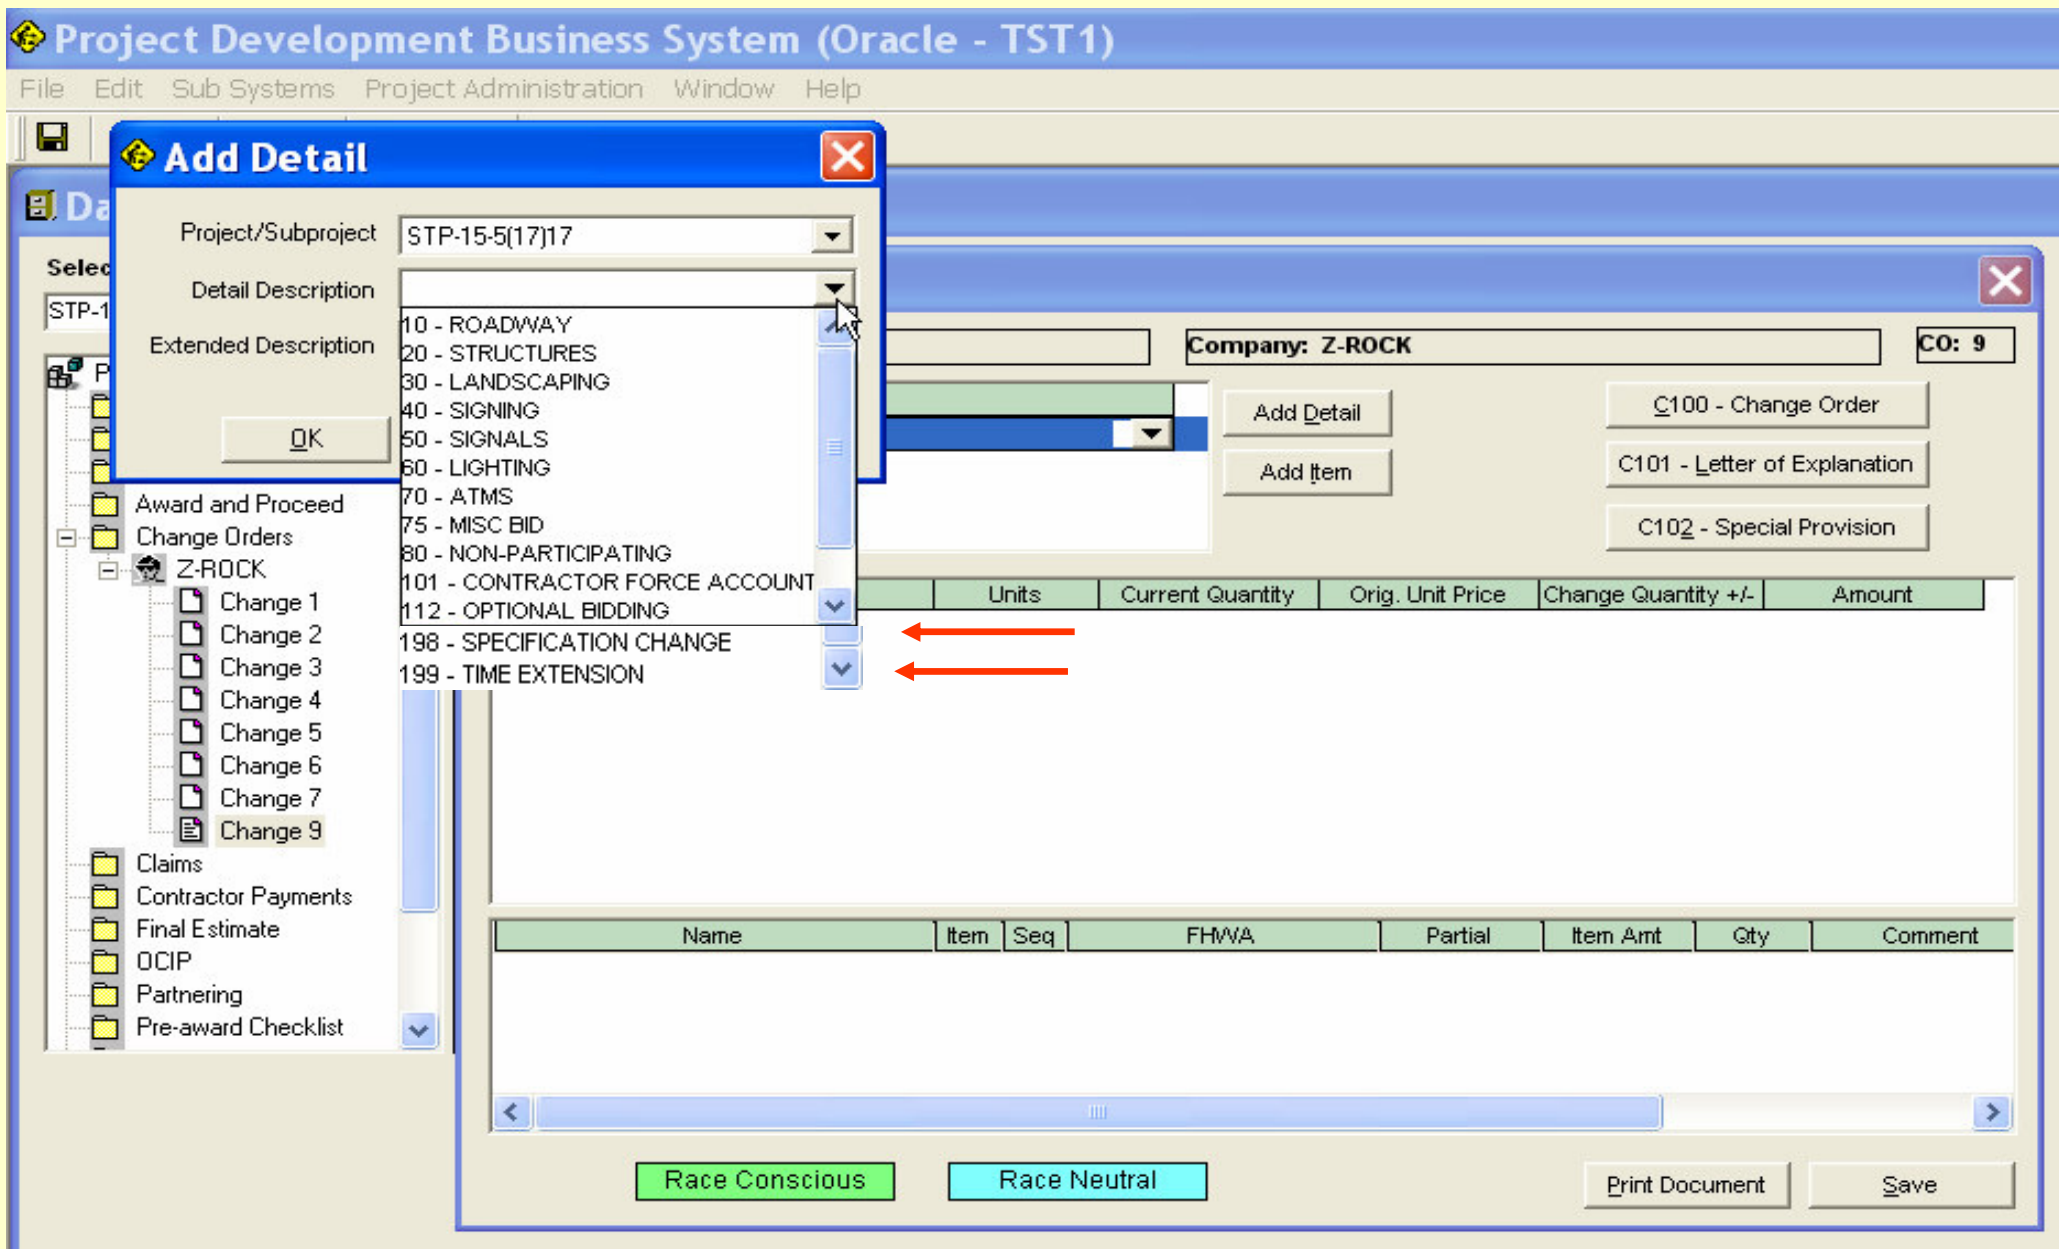 Project Development Business System (Oracle - TST1)
File Edit Sub Systems Project Administration Window Help
Add Detail
Da
Project/Subproject STP-15-5(17)17
Detail Description
Extended Description
10 - ROADWAY
20 - STRUCTURES
30 - LANDSCAPING
40 - SIGNING
50 - SIGNALS
60 - LIGHTING
70 - ATMS
75 - MISC BID
80 - NON-PARTICIPATING
101 - CONTRACTOR FORCE ACCOUNT
112 - OPTIONAL BIDDING
198 - SPECIFICATION CHANGE
199 - TIME EXTENSION
OK
Selec
STP-1
P
Award and Proceed
Change Orders
Z-ROCK
Change 1
Change 2
Change 3
Change 4
Change 5
Change 6
Change 7
Change 9
Claims
Contractor Payments
Final Estimate
OCIP
Partnering
Pre-award Checklist
Company: Z-ROCK
CO: 9
Add Detail
Add Item
C100 - Change Order
C101 - Letter of Explanation
C102 - Special Provision
Units Current Quantity Orig. Unit Price Change Quantity +/- Amount
Name Item Seq FHWA Partial Item Amt Qty Comment
Race Conscious Race Neutral Print Document Save